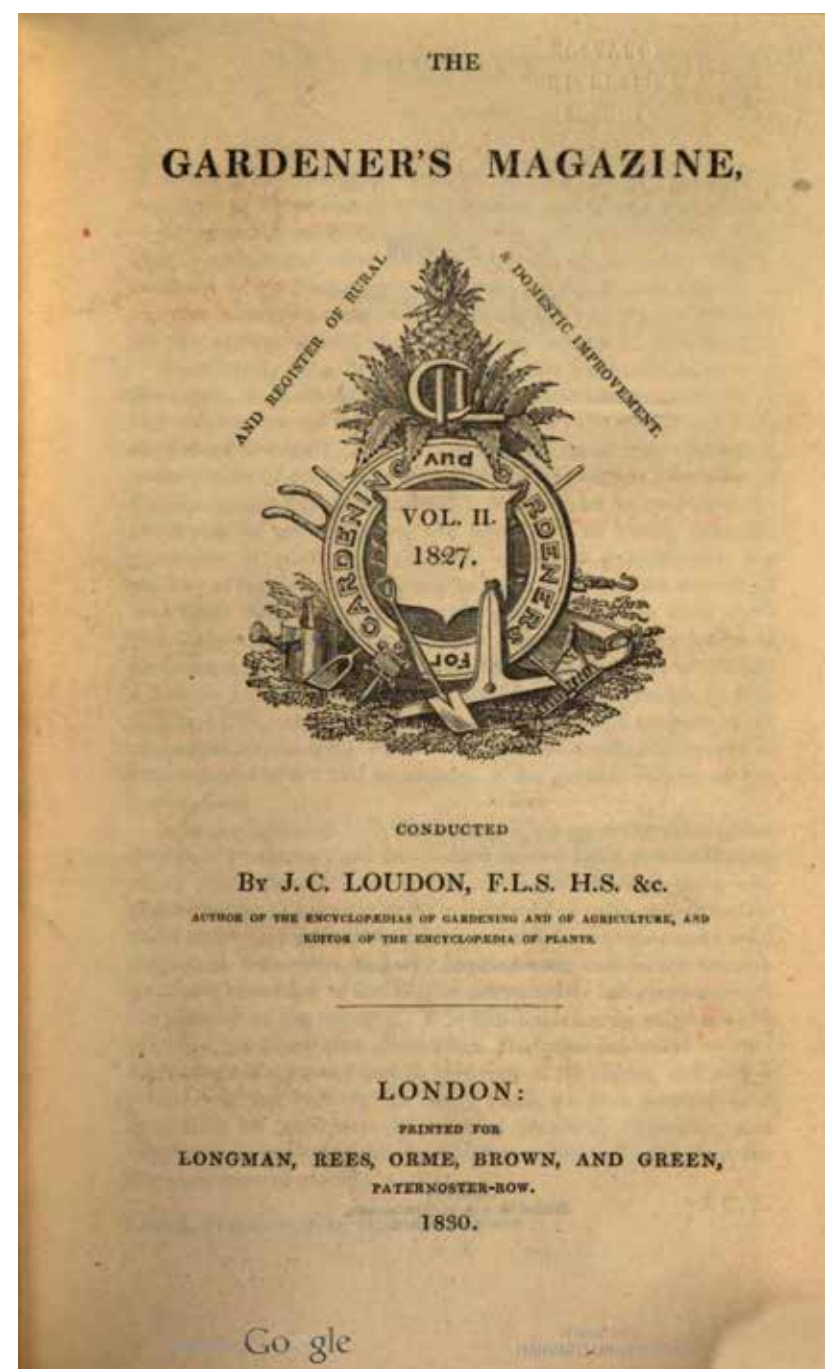 THE
GARDENER'S MAGAZINE,
AND REGISTER OF RURAL
& DOMESTIC IMPROVEMENT.
And
GARDENING
GARDENERS
VOL. II.
1827.
For
CONDUCTED
BY J. C. LOUDON, F.L.S. H.S. &c.
AUTHOR OF THE ENCYCLOPÆDIAS OF GARDENING AND OF AGRICULTURE, AND
EDITOR OF THE ENCYCLOPÆDIA OF PLANTS.
LONDON:
PRINTED FOR
LONGMAN, REES, ORME, BROWN, AND GREEN,
PATERNOSTER-ROW.
1830.
Go gle